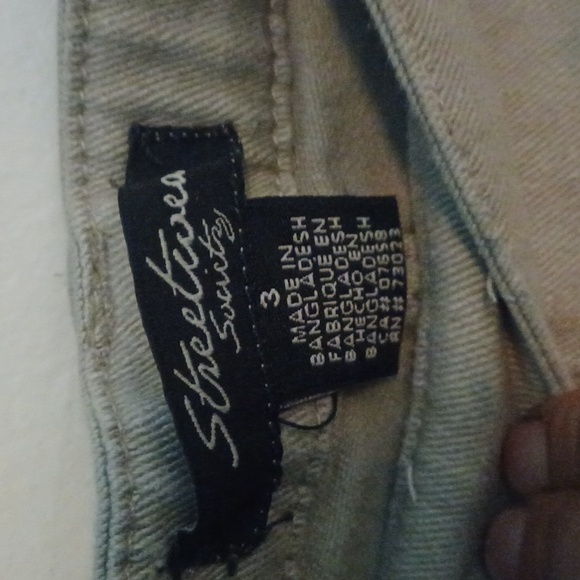 Streetwear
Society
3
MADE IN
BANGLADESH
FABRIQUE EN
BANGLADESH
HECHO EN
BANGLADESH
CA# 07658
RN# 73023